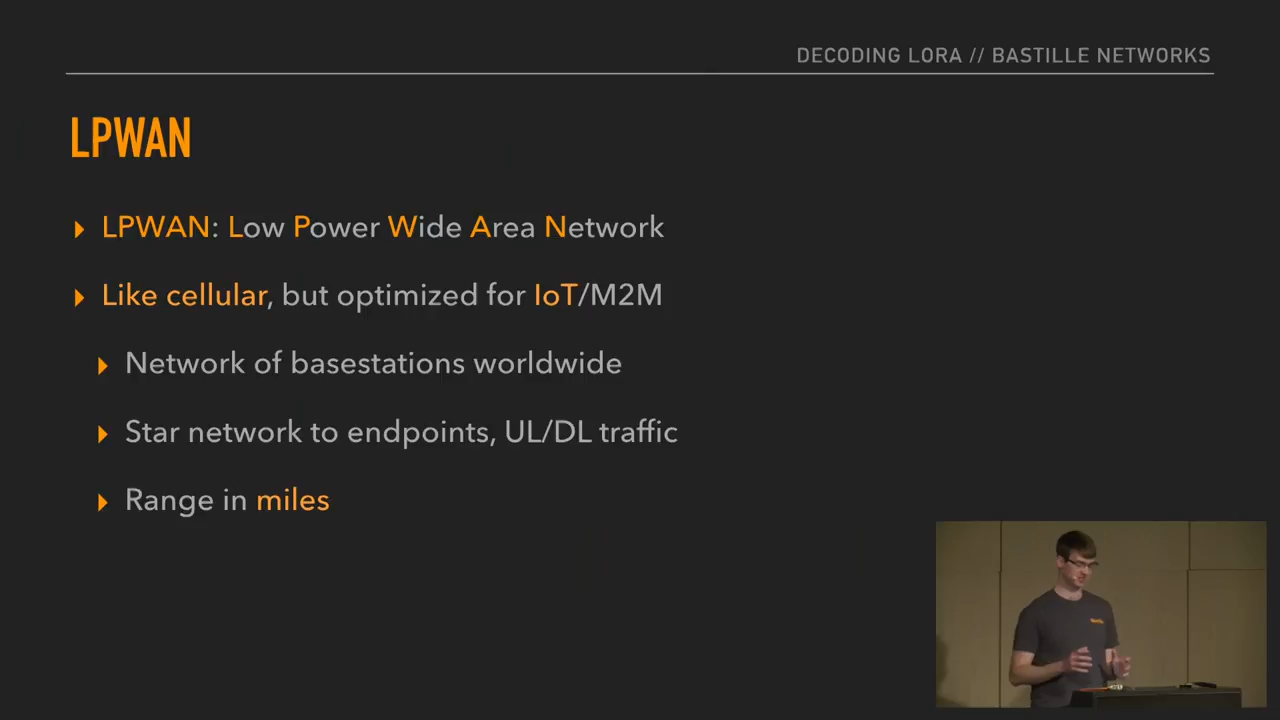 DECODING LORA // BASTILLE NETWORKS
LPWAN
LPWAN: Low Power Wide Area Network
Like cellular, but optimized for IoT/M2M
Network of basestations worldwide
Star network to endpoints, UL/DL traffic
Range in miles